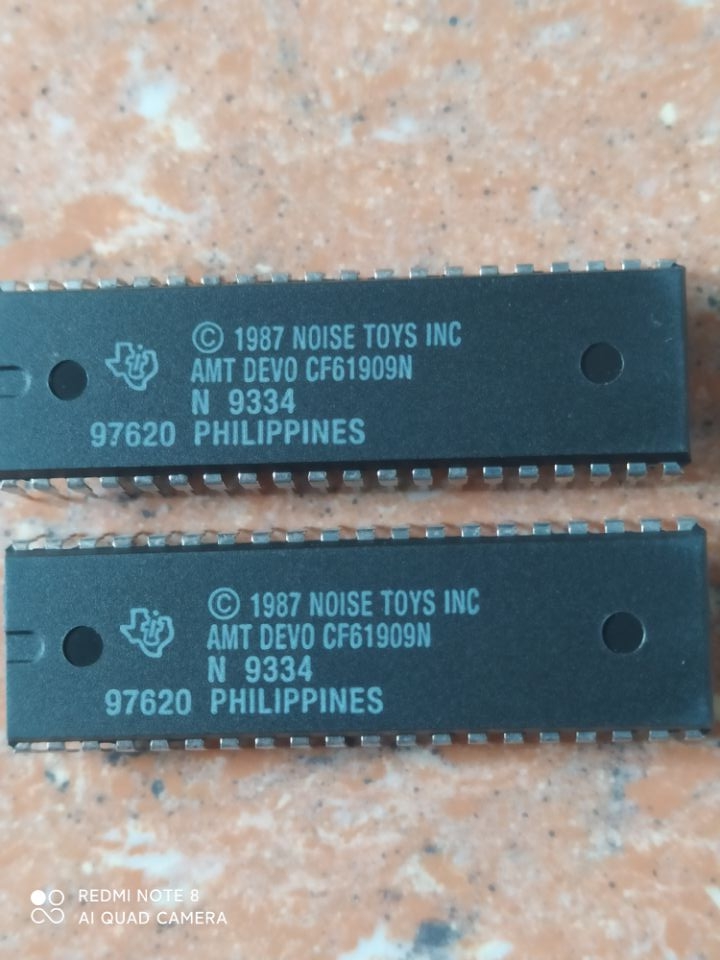 © 1987 NOISE TOYS INC
AMT DEVO CF61909N
N 9334
97620 PHILIPPINES
© 1987 NOISE TOYS INC
AMT DEVO CF61909N
N 9334
97620 PHILIPPINES
REDMI NOTE 8
AI QUAD CAMERA